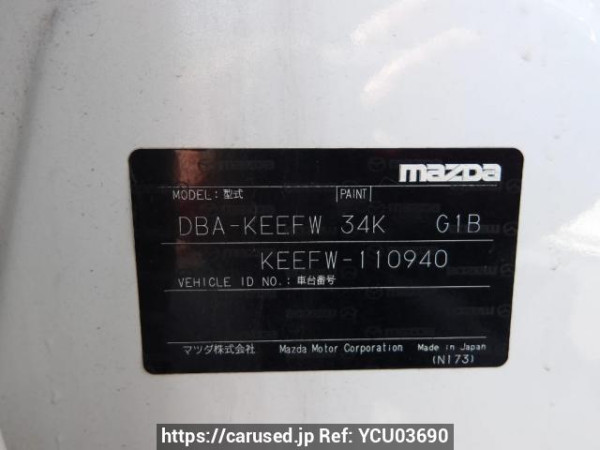 mazda
MODEL: 型式 PAINT
DBA-KEEFW 34K G1B
KEEFW-110940
VEHICLE ID NO.: 車台番号
マツダ株式会社 Mazda Motor Corporation Made in Japan
(N173)
https://carused.jp Ref: YCU03690